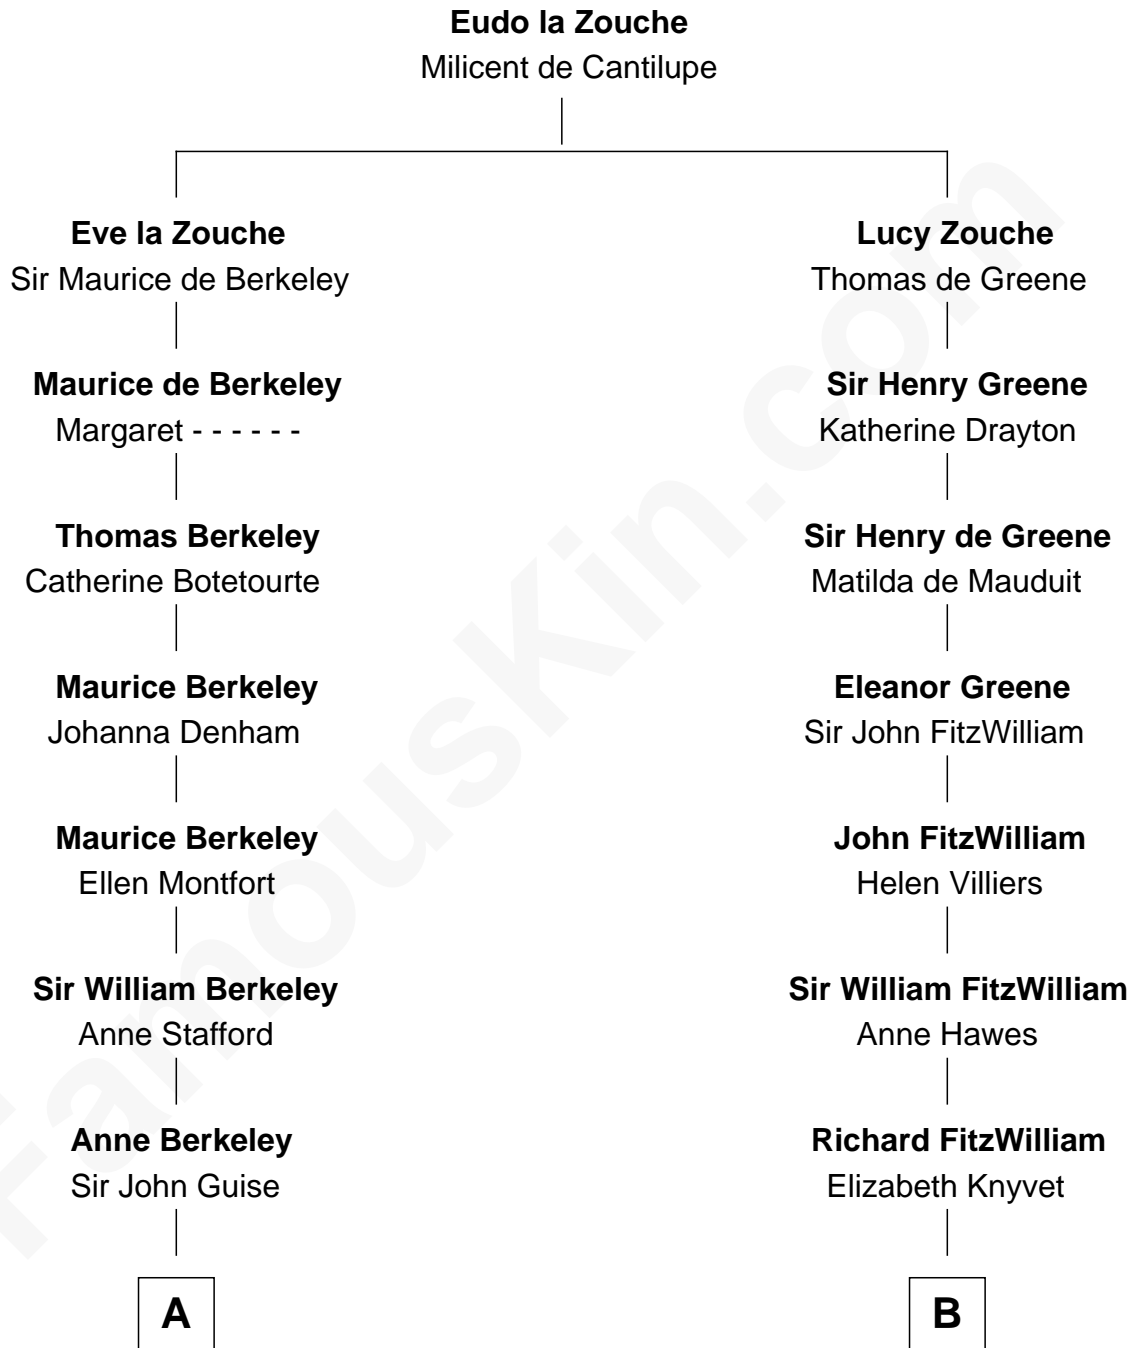 Eudo la Zouche
Milicent de Cantilupe
Eve la Zouche
Sir Maurice de Berkeley
Lucy Zouche
Thomas de Greene
Maurice de Berkeley
Margaret - - - - - -
Sir Henry Greene
Katherine Drayton
Thomas Berkeley
Catherine Botetourte
Sir Henry de Greene
Matilda de Mauduit
Maurice Berkeley
Johanna Denham
Eleanor Greene
Sir John FitzWilliam
Maurice Berkeley
Ellen Montfort
John FitzWilliam
Helen Villiers
Sir William Berkeley
Anne Stafford
Sir William FitzWilliam
Anne Hawes
Anne Berkeley
Sir John Guise
Richard FitzWilliam
Elizabeth Knyvet
A
B
FamousKin.com